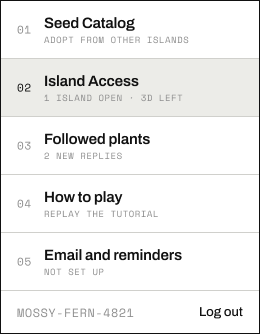 01 Seed Catalog
ADOPT FROM OTHER ISLANDS
02 Island Access
1 ISLAND OPEN · 3D LEFT
03 Followed plants
2 NEW REPLIES
04 How to play
REPLAY THE TUTORIAL
05 Email and reminders
NOT SET UP
MOSSY-FERN-4821 Log out